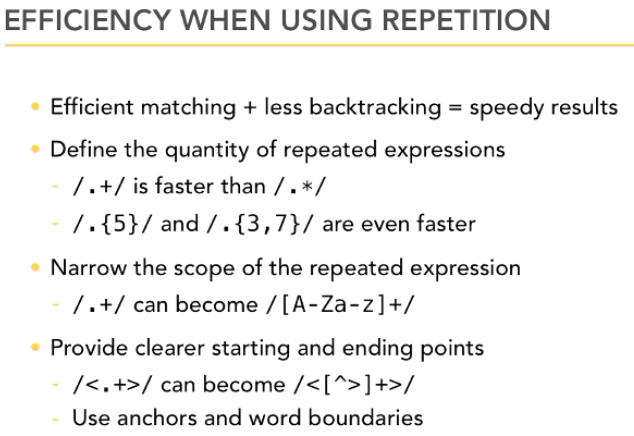 EFFICIENCY WHEN USING REPETITION
• Efficient matching + less backtracking = speedy results
• Define the quantity of repeated expressions
- /.+/ is faster than /.*/
- /.{5}/ and /.{3,7}/ are even faster
• Narrow the scope of the repeated expression
- /.+/ can become /[A-Za-z]+/
• Provide clearer starting and ending points
- /<.+>/ can become /<[^>]+>/
- Use anchors and word boundaries